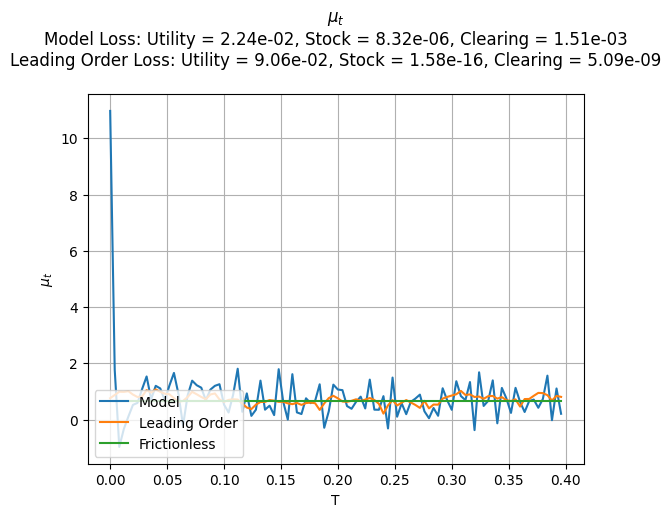 μₜ
Model Loss: Utility = 2.24e-02, Stock = 8.32e-06, Clearing = 1.51e-03
Leading Order Loss: Utility = 9.06e-02, Stock = 1.58e-16, Clearing = 5.09e-09
μₜ
10
8
6
4
2
0
Model
Leading Order
Frictionless
0.00 0.05 0.10 0.15 0.20 0.25 0.30 0.35 0.40
T